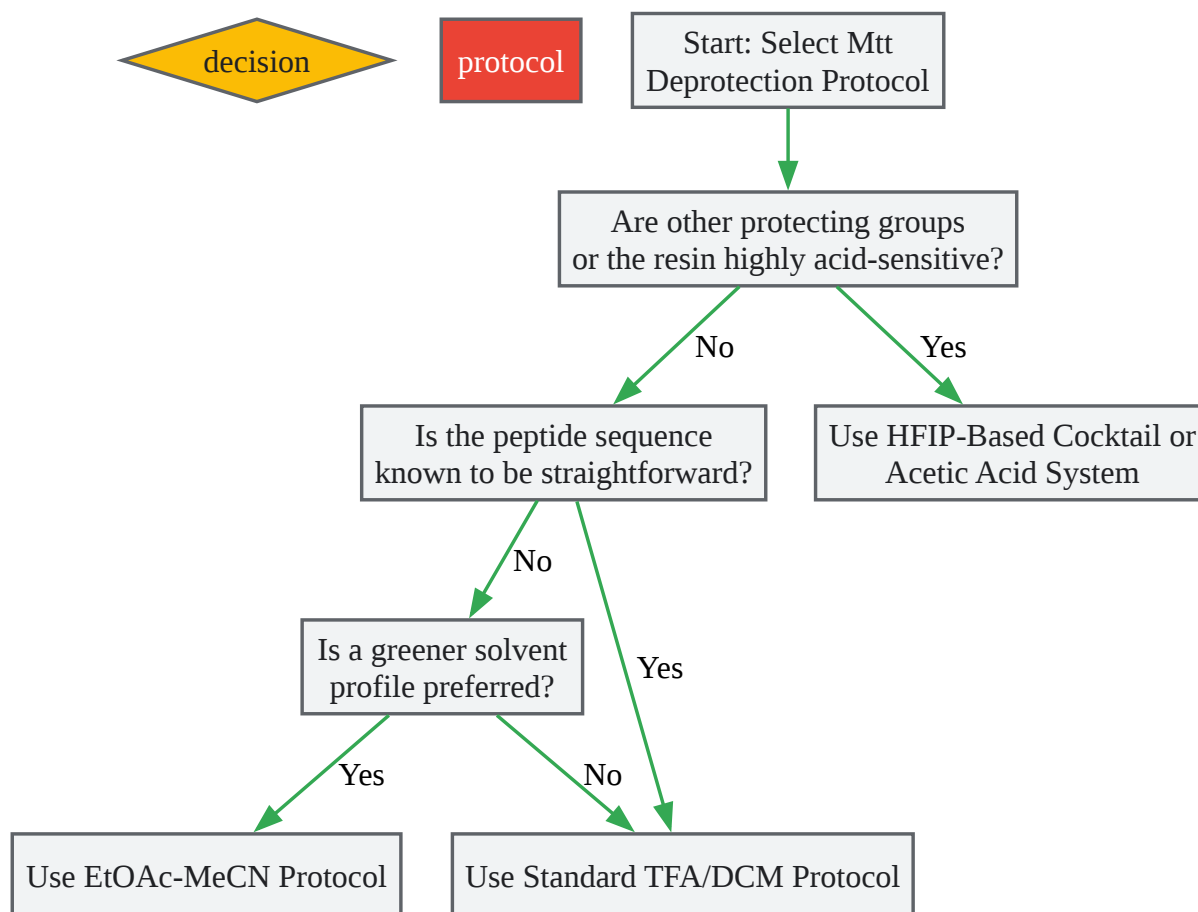 decision
protocol
Start: Select Mtt
Deprotection Protocol
Are other protecting groups
or the resin highly acid-sensitive?
No
Yes
Is the peptide sequence
known to be straightforward?
Use HFIP-Based Cocktail or
Acetic Acid System
No
Yes
Is a greener solvent
profile preferred?
Yes
No
Use EtOAc-MeCN Protocol
Use Standard TFA/DCM Protocol